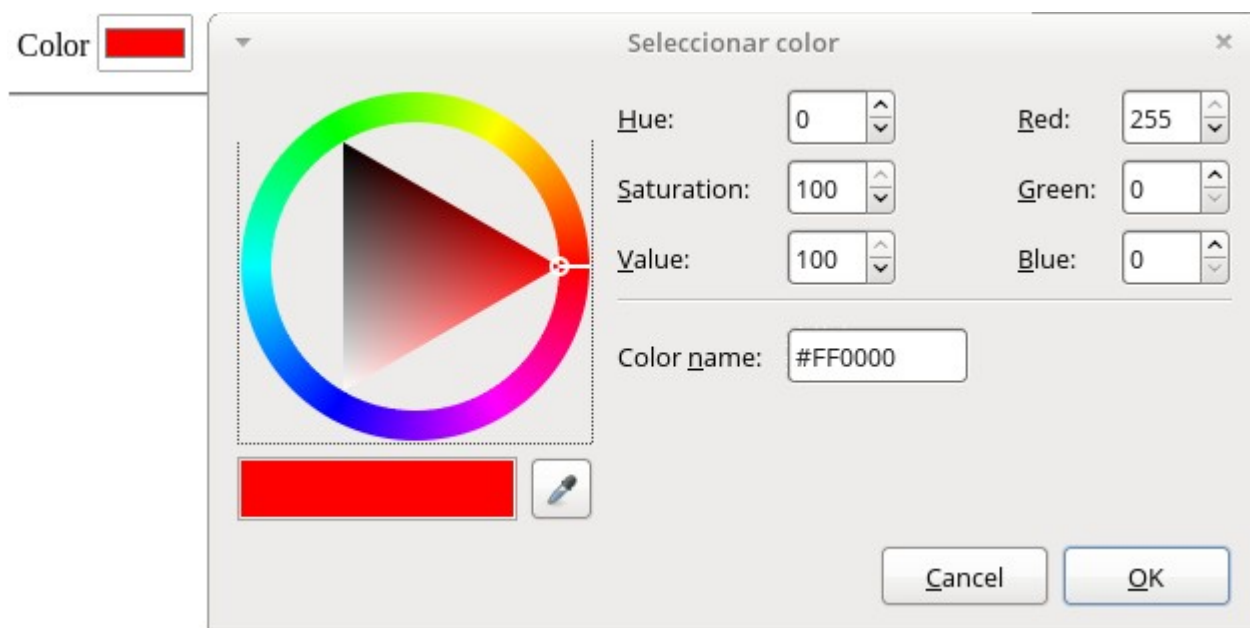 Color
Seleccionar color
Hue: 0 Red: 255
Saturation: 100 Green: 0
Value: 100 Blue: 0
Color name: #FF0000
Cancel OK